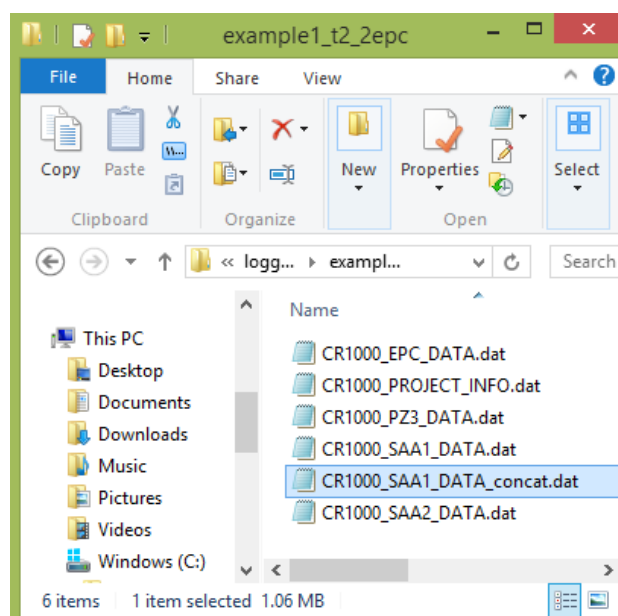 example1_t2_2epc
File Home Share View
Copy Paste New Properties Select
Clipboard Organize Open
« logg... exampl... Search
Name
This PC
Desktop
Documents
Downloads
Music
Pictures
Videos
Windows (C:)
CR1000_EPC_DATA.dat
CR1000_PROJECT_INFO.dat
CR1000_PZ3_DATA.dat
CR1000_SAA1_DATA.dat
CR1000_SAA1_DATA_concat.dat
CR1000_SAA2_DATA.dat
6 items 1 item selected 1.06 MB